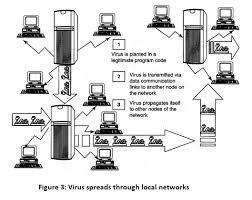 1
Virus is planted in a
legitimate program code
2
Virus is transmitted via
data communication
links to another node on
the network
3
Virus propagates itself to
other nodes of the
network
Figure 3: Virus spreads through local networks